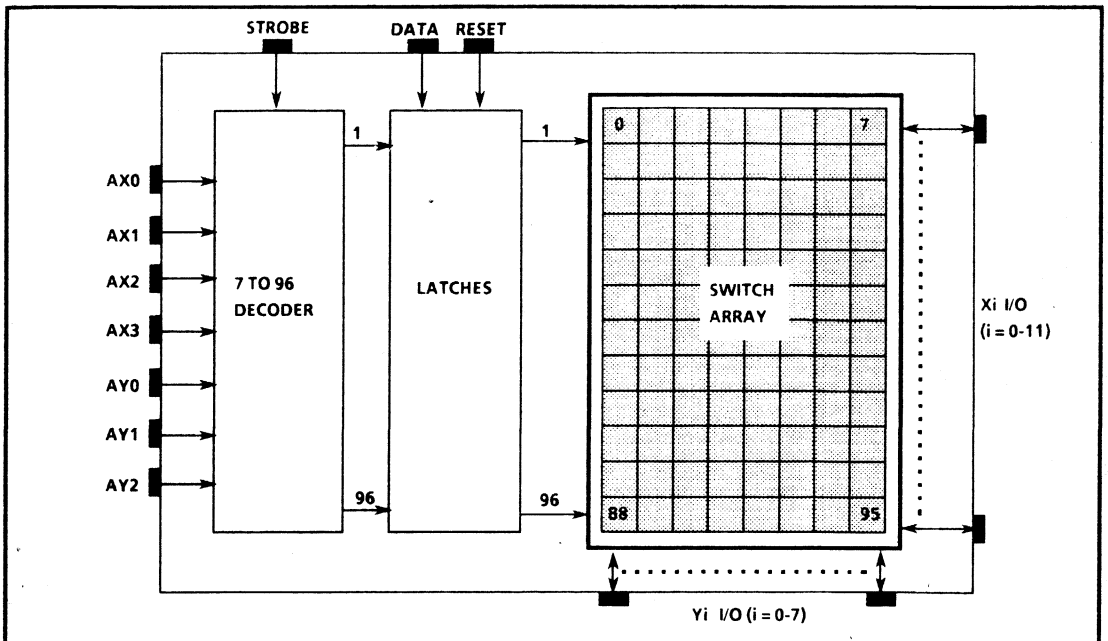 STROBE
DATA
RESET
AX0
AX1
AX2
AX3
AY0
AY1
AY2
7 TO 96
DECODER
1
96
LATCHES
1
96
0
7
SWITCH
ARRAY
88
95
Xi I/O
(i = 0-11)
Yi I/O (i = 0-7)